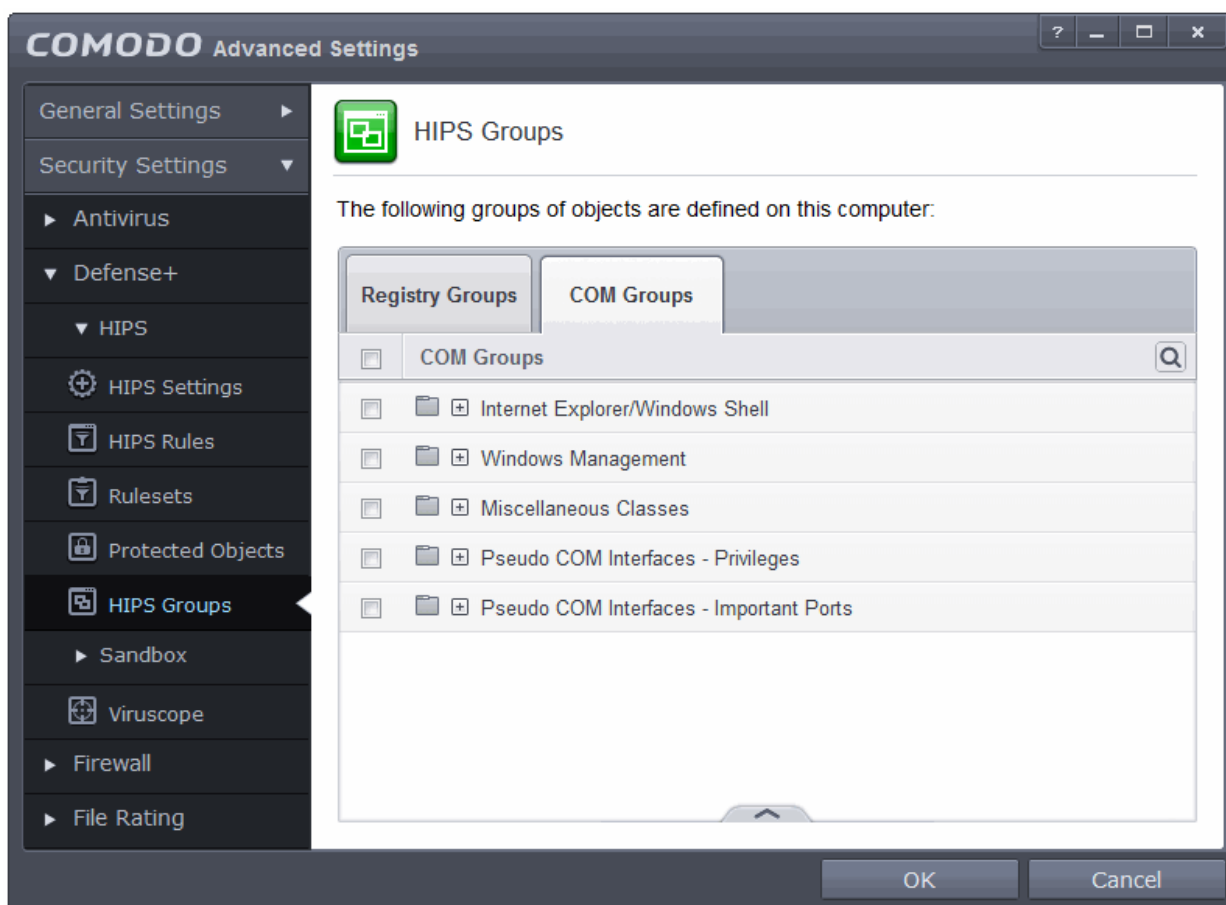 COMODO Advanced Settings
?
General Settings
Security Settings
Antivirus
Defense+
HIPS
HIPS Settings
HIPS Rules
Rulesets
Protected Objects
HIPS Groups
Sandbox
Viruscope
Firewall
File Rating
HIPS Groups
The following groups of objects are defined on this computer:
Registry Groups
COM Groups
COM Groups
Internet Explorer/Windows Shell
Windows Management
Miscellaneous Classes
Pseudo COM Interfaces - Privileges
Pseudo COM Interfaces - Important Ports
OK
Cancel